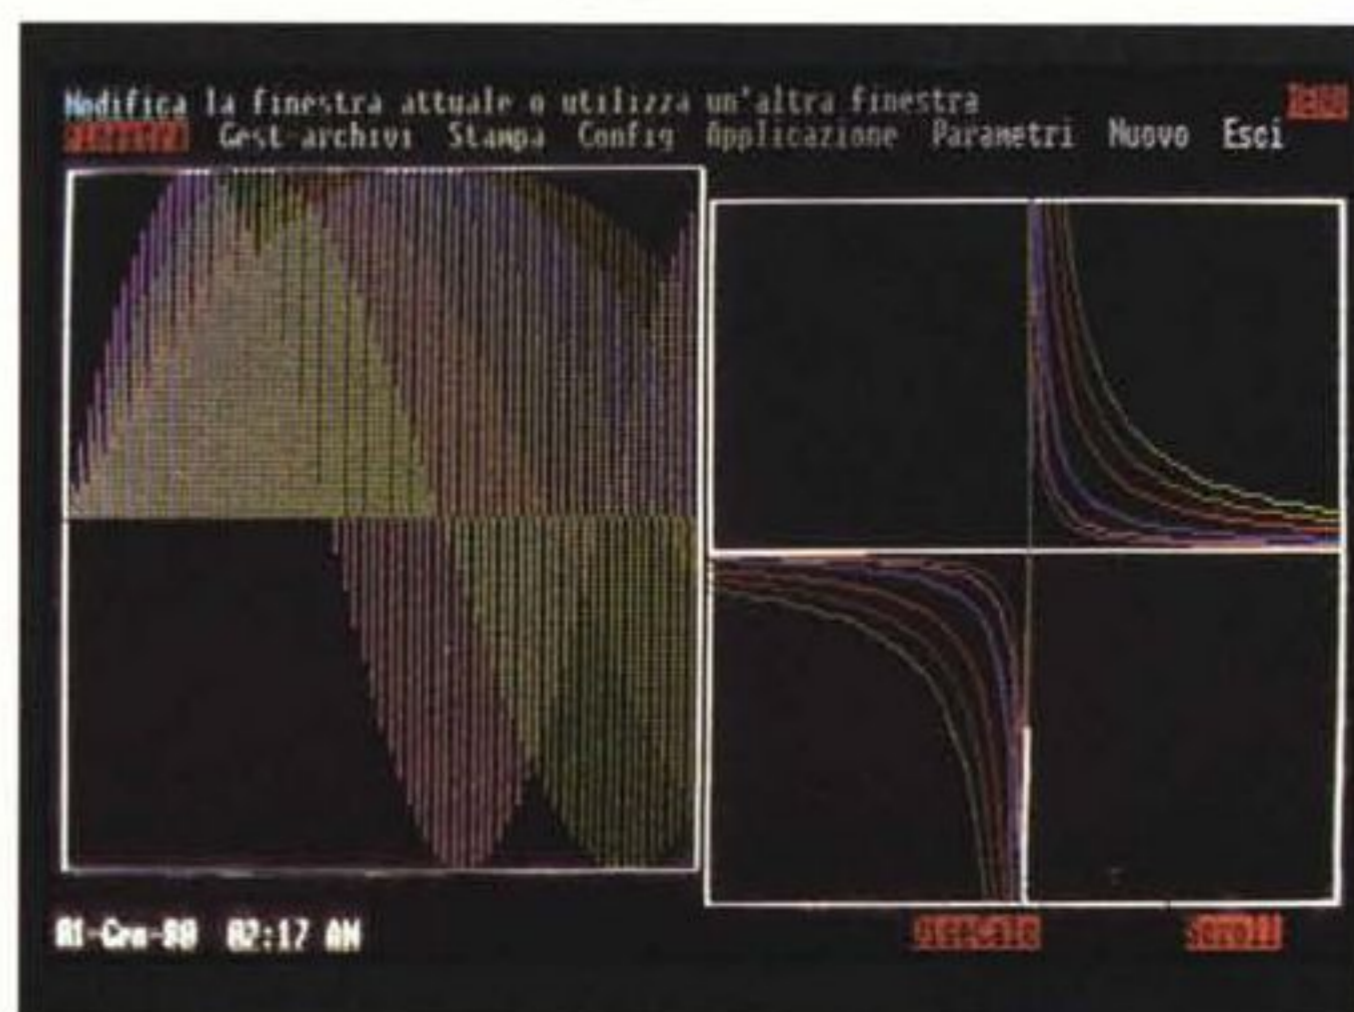 Modifica la finestra attuale o utilizza un'altra finestra
Gest-archivi Stampa Config Applicazione Parametri Nuovo Esci
02:17 AM
Scroll